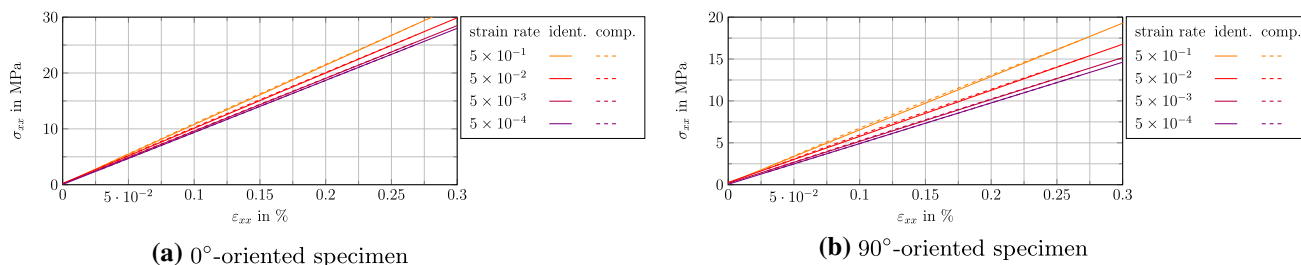 30
20
10
0
σxx in MPa
0
5 · 10⁻²
0.1
0.15
0.2
0.25
0.3
εxx in %
strain rate ident. comp.
5 × 10⁻¹
5 × 10⁻²
5 × 10⁻³
5 × 10⁻⁴
(a) 0°-oriented specimen
20
15
10
5
0
σxx in MPa
0
5 · 10⁻²
0.1
0.15
0.2
0.25
0.3
εxx in %
strain rate ident. comp.
5 × 10⁻¹
5 × 10⁻²
5 × 10⁻³
5 × 10⁻⁴
(b) 90°-oriented specimen